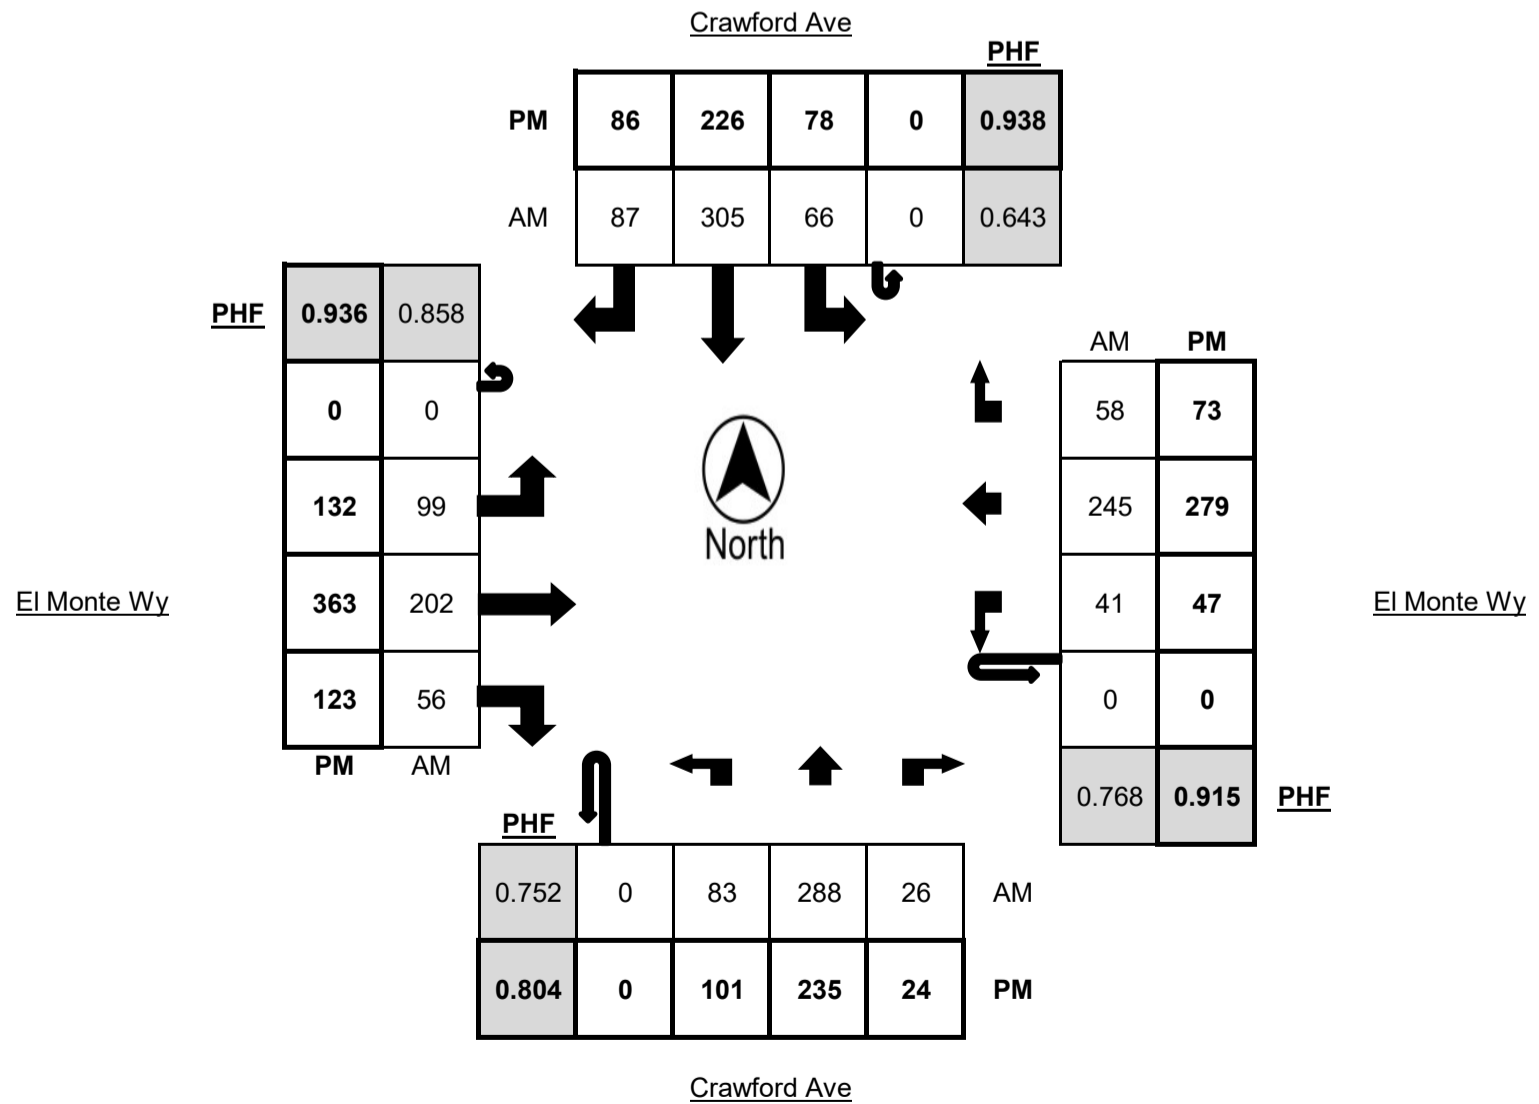 Crawford Ave
PHF
PM 86 226 78 0 0.938
AM 87 305 66 0 0.643
PHF 0.936 0.858
AM PM
0 0
58 73
132 99
245 279
North
El Monte Wy 363 202
41 47 El Monte Wy
123 56
0 0
PM AM
0.768 0.915 PHF
PHF
0.752 0 83 288 26 AM
0.804 0 101 235 24 PM
Crawford Ave